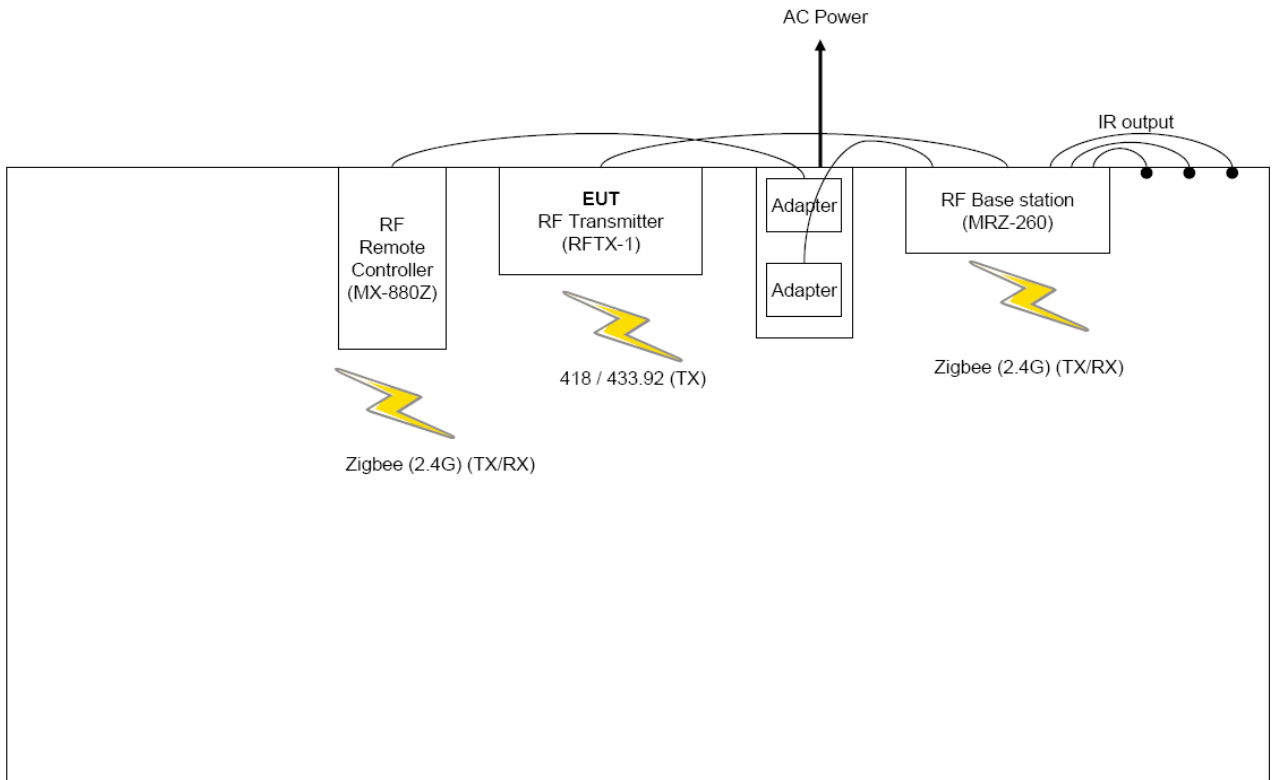 AC Power
IR output
EUT
RF Transmitter
(RFTX-1)
RF
Remote
Controller
(MX-880Z)
Adapter
Adapter
RF Base station
(MRZ-260)
418 / 433.92 (TX)
Zigbee (2.4G) (TX/RX)
Zigbee (2.4G) (TX/RX)